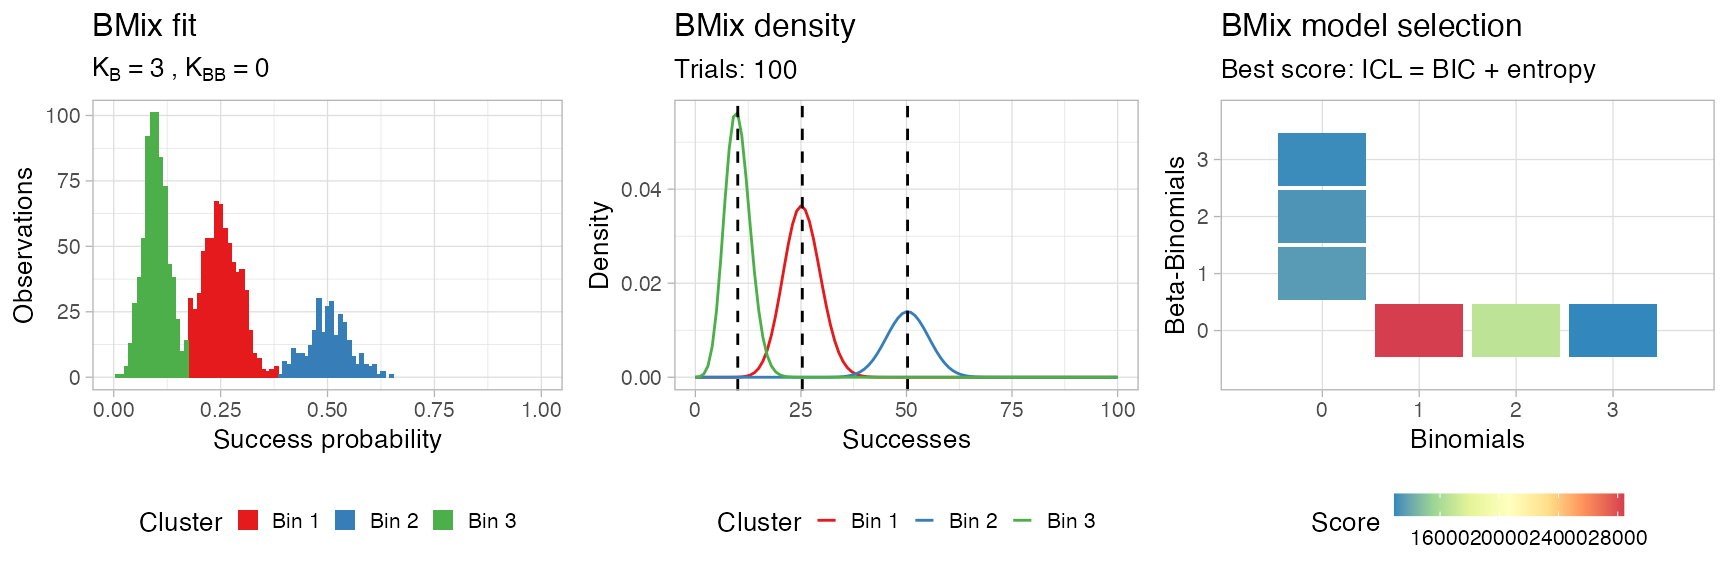 BMix fit
K_B = 3 , K_BB = 0
Observations
100
75
50
25
0
0.00 0.25 0.50 0.75 1.00
Success probability
Cluster Bin 1 Bin 2 Bin 3
BMix density
Trials: 100
Density
0.04
0.02
0.00
0 25 50 75 100
Successes
Cluster Bin 1 Bin 2 Bin 3
BMix model selection
Best score: ICL = BIC + entropy
Beta-Binomials
3
2
1
0
0 1 2 3
Binomials
Score
16000200002400028000